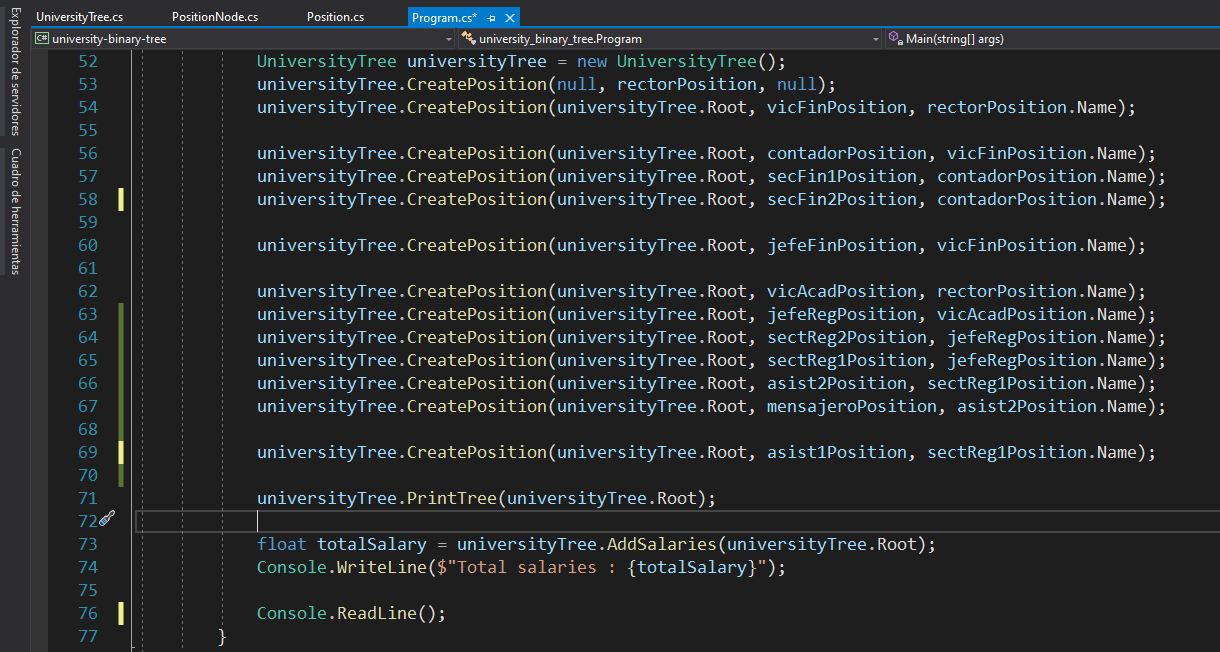 Explorador de servidores
Cuadro de herramientas
UniversityTree.cs PositionNode.cs Position.cs Program.cs*
C# university-binary-tree university_binary_tree.Program Main(string[] args)
52 UniversityTree universityTree = new UniversityTree();
53 universityTree.CreatePosition(null, rectorPosition, null);
54 universityTree.CreatePosition(universityTree.Root, vicFinPosition, rectorPosition.Name);
55
56 universityTree.CreatePosition(universityTree.Root, contadorPosition, vicFinPosition.Name);
57 universityTree.CreatePosition(universityTree.Root, secFin1Position, contadorPosition.Name);
58 universityTree.CreatePosition(universityTree.Root, secFin2Position, contadorPosition.Name);
59
60 universityTree.CreatePosition(universityTree.Root, jefeFinPosition, vicFinPosition.Name);
61
62 universityTree.CreatePosition(universityTree.Root, vicAcadPosition, rectorPosition.Name);
63 universityTree.CreatePosition(universityTree.Root, jefeRegPosition, vicAcadPosition.Name);
64 universityTree.CreatePosition(universityTree.Root, sectReg2Position, jefeRegPosition.Name);
65 universityTree.CreatePosition(universityTree.Root, sectReg1Position, jefeRegPosition.Name);
66 universityTree.CreatePosition(universityTree.Root, asist2Position, sectReg1Position.Name);
67 universityTree.CreatePosition(universityTree.Root, mensajeroPosition, asist2Position.Name);
68
69 universityTree.CreatePosition(universityTree.Root, asist1Position, sectReg1Position.Name);
70
71 universityTree.PrintTree(universityTree.Root);
72
73 float totalSalary = universityTree.AddSalaries(universityTree.Root);
74 Console.WriteLine($"Total salaries : {totalSalary}");
75
76 Console.ReadLine();
77 }